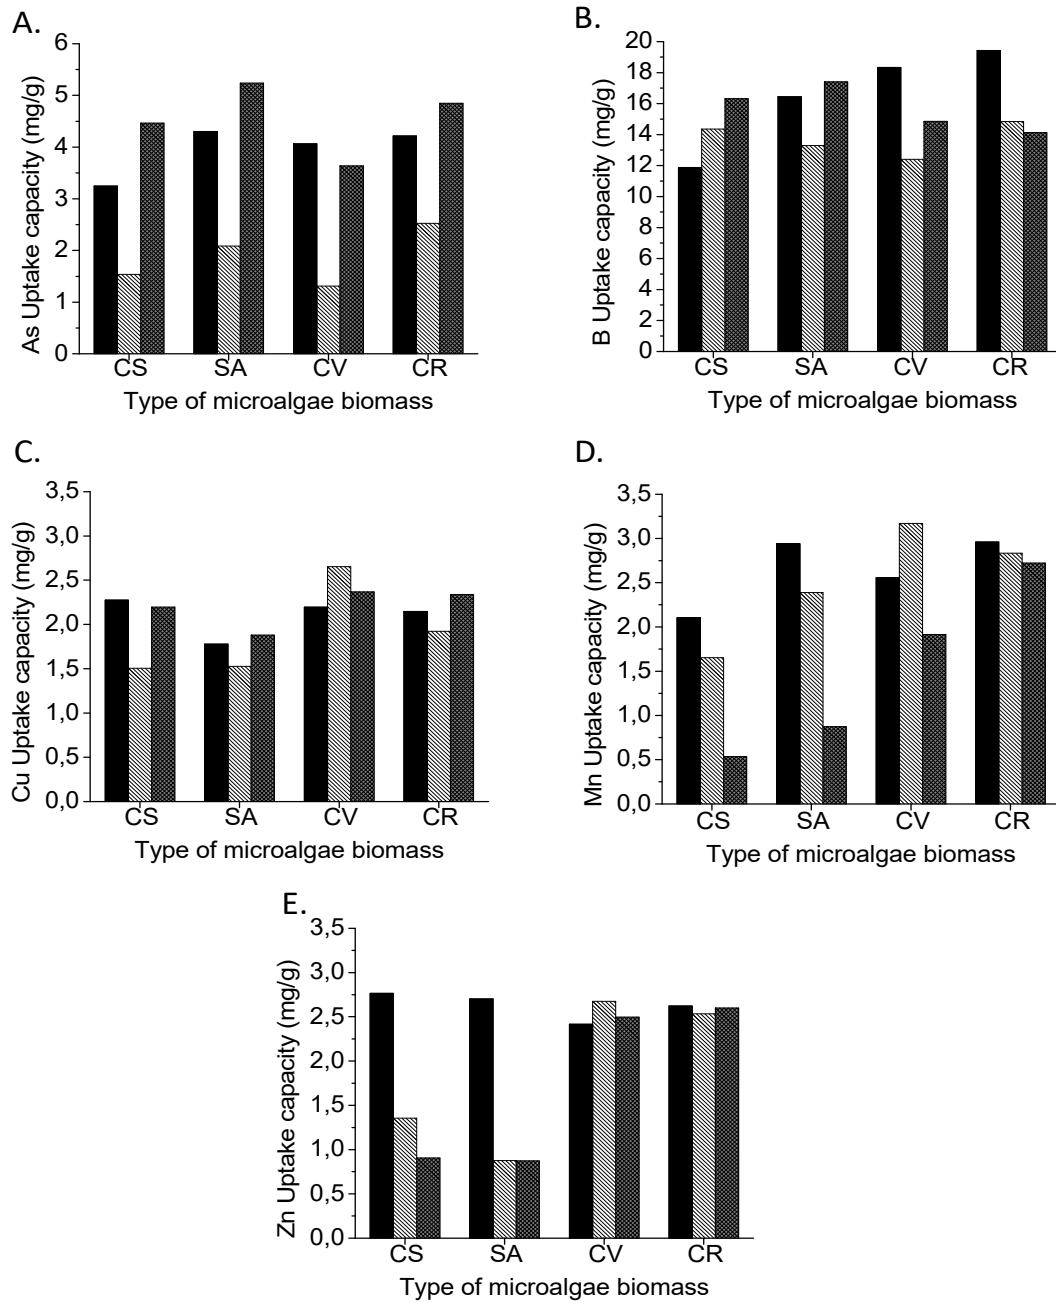 A.
As Uptake capacity (mg/g)
6
5
4
3
2
1
0
CS SA CV CR
Type of microalgae biomass
B.
B Uptake capacity (mg/g)
20
18
16
14
12
10
8
6
4
2
0
CS SA CV CR
Type of microalgae biomass
C.
Cu Uptake capacity (mg/g)
3,5
3,0
2,5
2,0
1,5
1,0
0,5
0,0
CS SA CV CR
Type of microalgae biomass
D.
Mn Uptake capacity (mg/g)
3,5
3,0
2,5
2,0
1,5
1,0
0,5
0,0
CS SA CV CR
Type of microalgae biomass
E.
Zn Uptake capacity (mg/g)
3,5
3,0
2,5
2,0
1,5
1,0
0,5
0,0
CS SA CV CR
Type of microalgae biomass